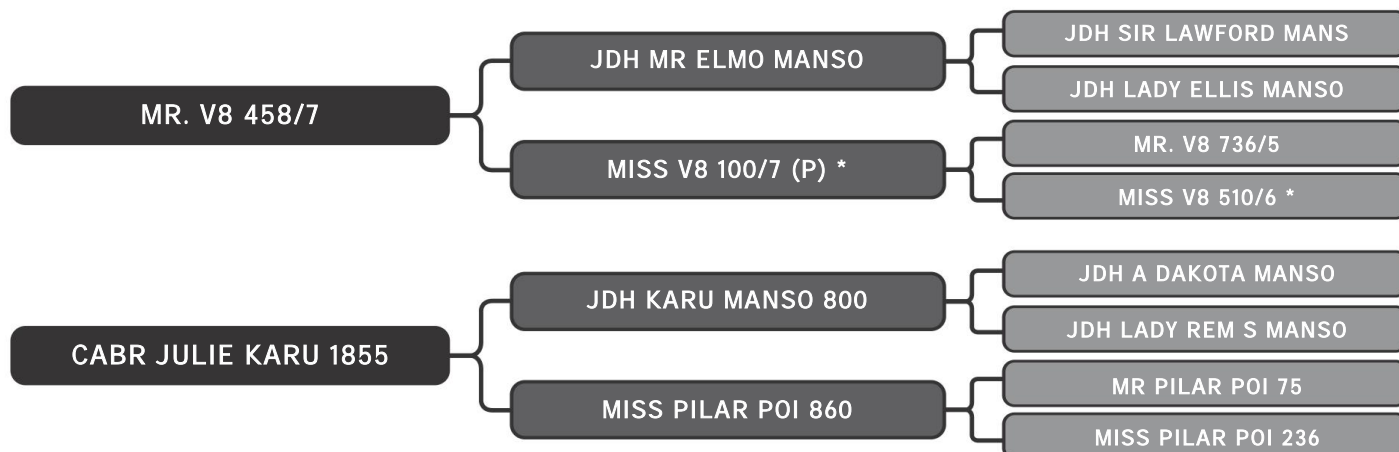 JDH SIR LAWFORD MANS
JDH MR ELMO MANSO
JDH LADY ELLIS MANSO
MR. V8 458/7
MR. V8 736/5
MISS V8 100/7 (P) *
MISS V8 510/6 *
JDH A DAKOTA MANSO
JDH KARU MANSO 800
JDH LADY REM S MANSO
CABR JULIE KARU 1855
MR PILAR POI 75
MISS PILAR POI 860
MISS PILAR POI 236